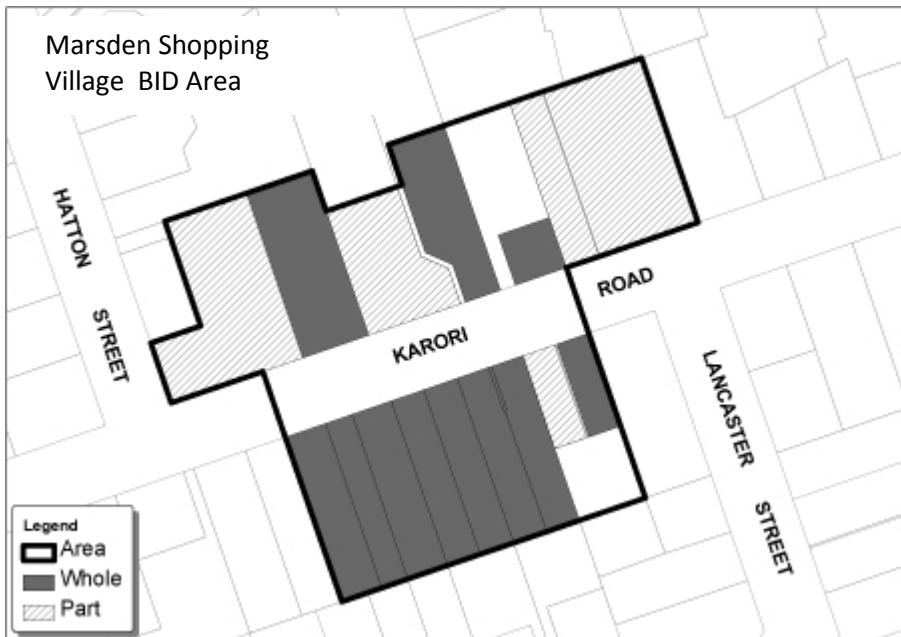 Marsden Shopping
Village BID Area
HATTON
STREET
KARORI
ROAD
LANCASTER
STREET
Legend
Area
Whole
Part